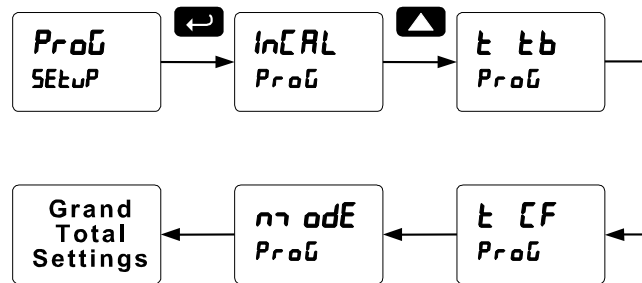 ProG
SEtuP
InCAL
ProG
t tb
ProG
Grand
Total
Settings
modE
ProG
t CF
ProG